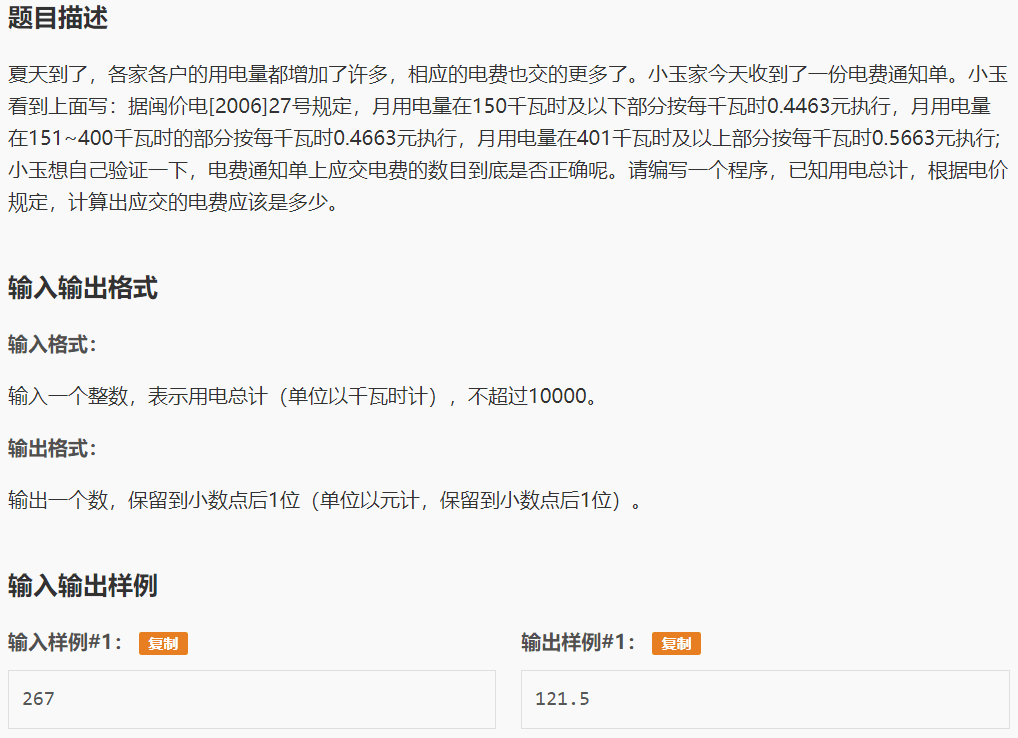 题目描述
夏天到了，各家各户的用电量都增加了许多，相应的电费也交的更多了。小玉家今天收到了一份电费通知单。小玉
看到上面写：据闽价电[2006]27号规定，月用电量在150千瓦时及以下部分按每千瓦时0.4463元执行，月用电量
在151~400千瓦时的部分按每千瓦时0.4663元执行，月用电量在401千瓦时及以上部分按每千瓦时0.5663元执行;
小玉想自己验证一下，电费通知单上应交电费的数目到底是否正确呢。请编写一个程序，已知用电总计，根据电价
规定，计算出应交的电费应该是多少。
输入输出格式
输入格式：
输入一个整数，表示用电总计（单位以千瓦时计），不超过10000。
输出格式：
输出一个数，保留到小数点后1位（单位以元计，保留到小数点后1位）。
输入输出样例
输入样例#1： 复制
267
输出样例#1： 复制
121.5